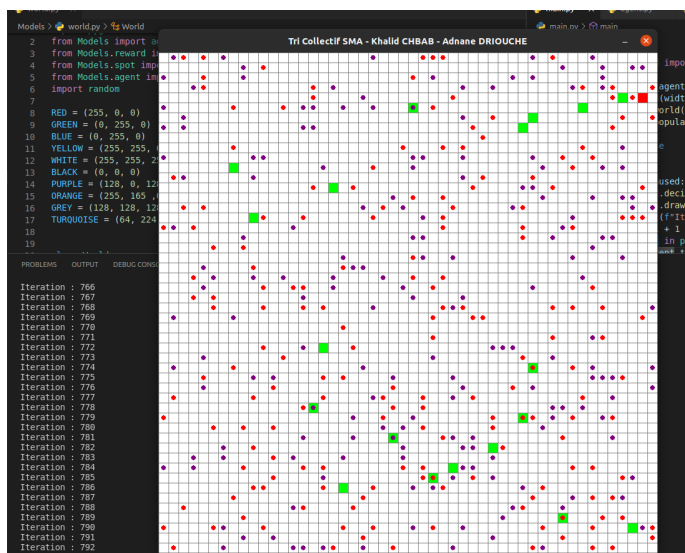 Models > world.py > World
main.py > main
Tri Collectif SMA - Khalid CHBAB - Adnane DRIOUCHE
2 from Models import a
3 from Models.reward i
4 from Models.spot impo
5 from Models.agent im
6 import random
8 RED = (255, 0, 0)
9 GREEN = (0, 255, 0)
10 BLUE = (0, 0, 255)
11 YELLOW = (255, 255,
12 WHITE = (255, 255, 2
13 BLACK = (0, 0, 0)
14 PURPLE = (128, 0, 12
15 ORANGE = (255, 165 ,
16 GREY = (128, 128, 12
17 TURQUOISE = (64, 224
18
19
PROBLEMS OUTPUT DEBUG CONSO
Iteration : 766
Iteration : 767
Iteration : 768
Iteration : 769
Iteration : 770
Iteration : 771
Iteration : 772
Iteration : 773
Iteration : 774
Iteration : 775
Iteration : 776
Iteration : 777
Iteration : 778
Iteration : 779
Iteration : 780
Iteration : 781
Iteration : 782
Iteration : 783
Iteration : 784
Iteration : 785
Iteration : 786
Iteration : 787
Iteration : 788
Iteration : 789
Iteration : 790
Iteration : 791
Iteration : 792